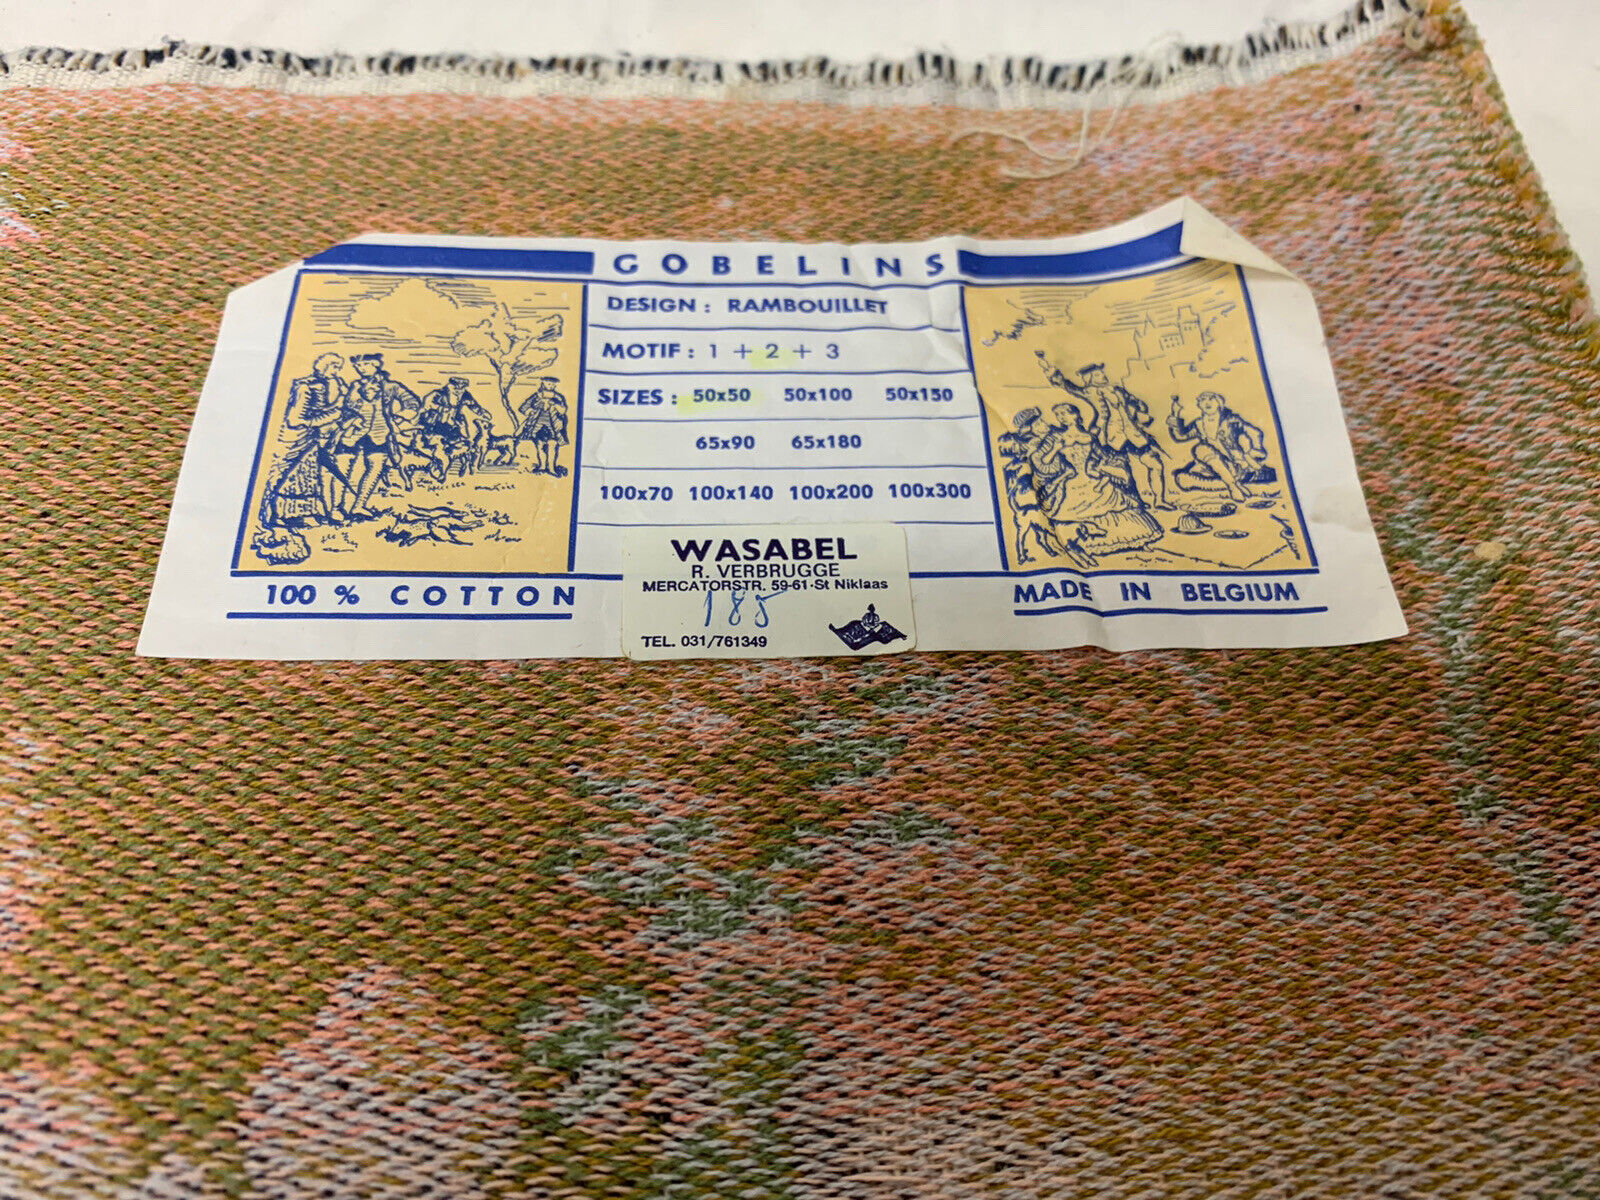 GOBELINS
DESIGN : RAMBOUILLET
MOTIF : 1 + 2 + 3
SIZES : 50x50 50x100 50x150
65x90 65x180
100x70 100x140 100x200 100x300
100 % COTTON
WASABEL
R. VERBRUGGE
MERCATORSTR. 59-61-St Niklaas
185
TEL. 031/761349
MADE IN BELGIUM